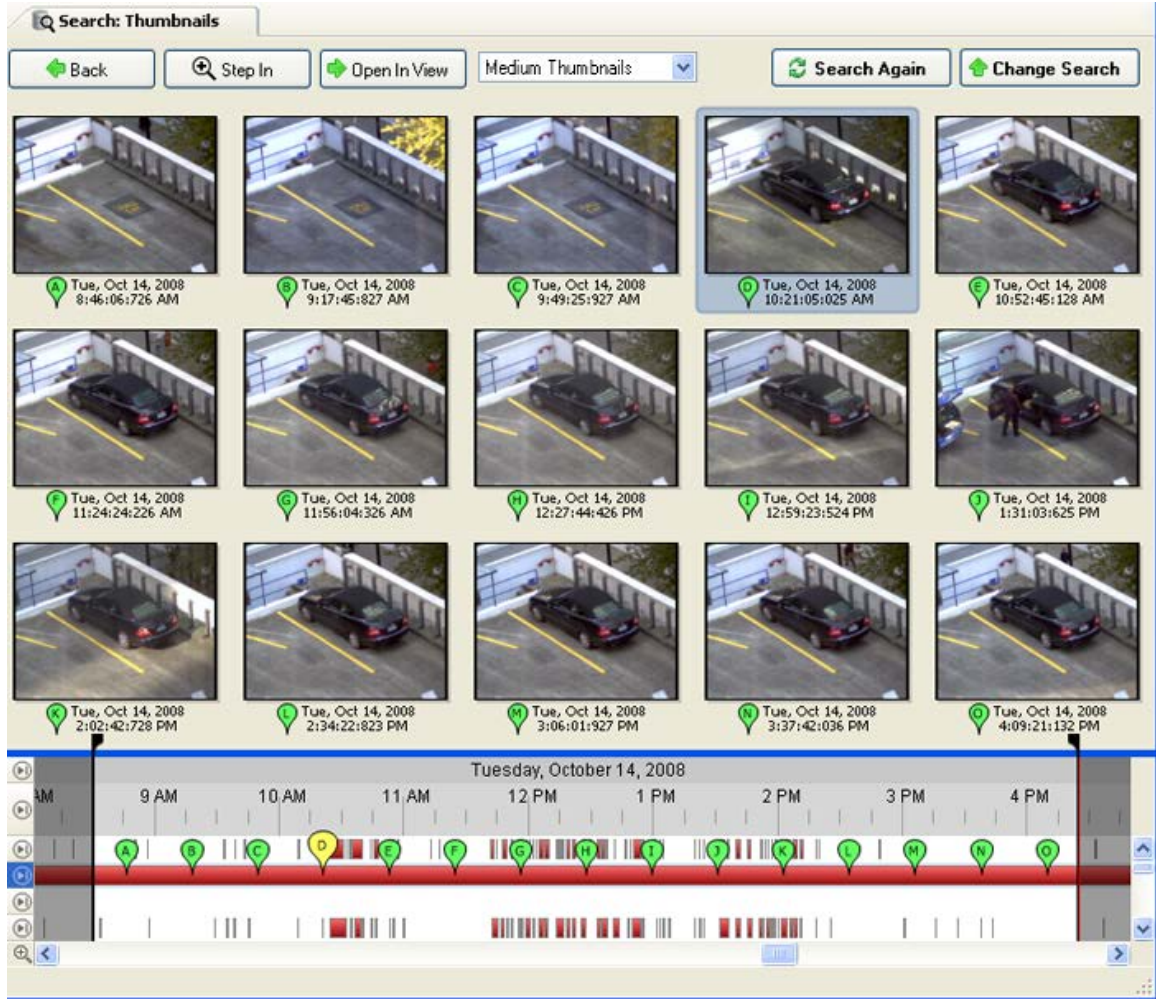 Search: Thumbnails
Back
Step In
Open In View
Medium Thumbnails
Search Again
Change Search
A Tue, Oct 14, 2008
8:46:06:726 AM
B Tue, Oct 14, 2008
9:17:45:827 AM
C Tue, Oct 14, 2008
9:49:25:927 AM
D Tue, Oct 14, 2008
10:21:05:025 AM
E Tue, Oct 14, 2008
10:52:45:128 AM
F Tue, Oct 14, 2008
11:24:24:226 AM
G Tue, Oct 14, 2008
11:56:04:326 AM
H Tue, Oct 14, 2008
12:27:44:426 PM
I Tue, Oct 14, 2008
12:59:23:524 PM
J Tue, Oct 14, 2008
1:31:03:625 PM
K Tue, Oct 14, 2008
2:02:42:728 PM
L Tue, Oct 14, 2008
2:34:22:823 PM
M Tue, Oct 14, 2008
3:06:01:927 PM
N Tue, Oct 14, 2008
3:37:42:036 PM
O Tue, Oct 14, 2008
4:09:21:132 PM
Tuesday, October 14, 2008
AM 9 AM 10 AM 11 AM 12 PM 1 PM 2 PM 3 PM 4 PM
A B C D E F G H I J K L M N O